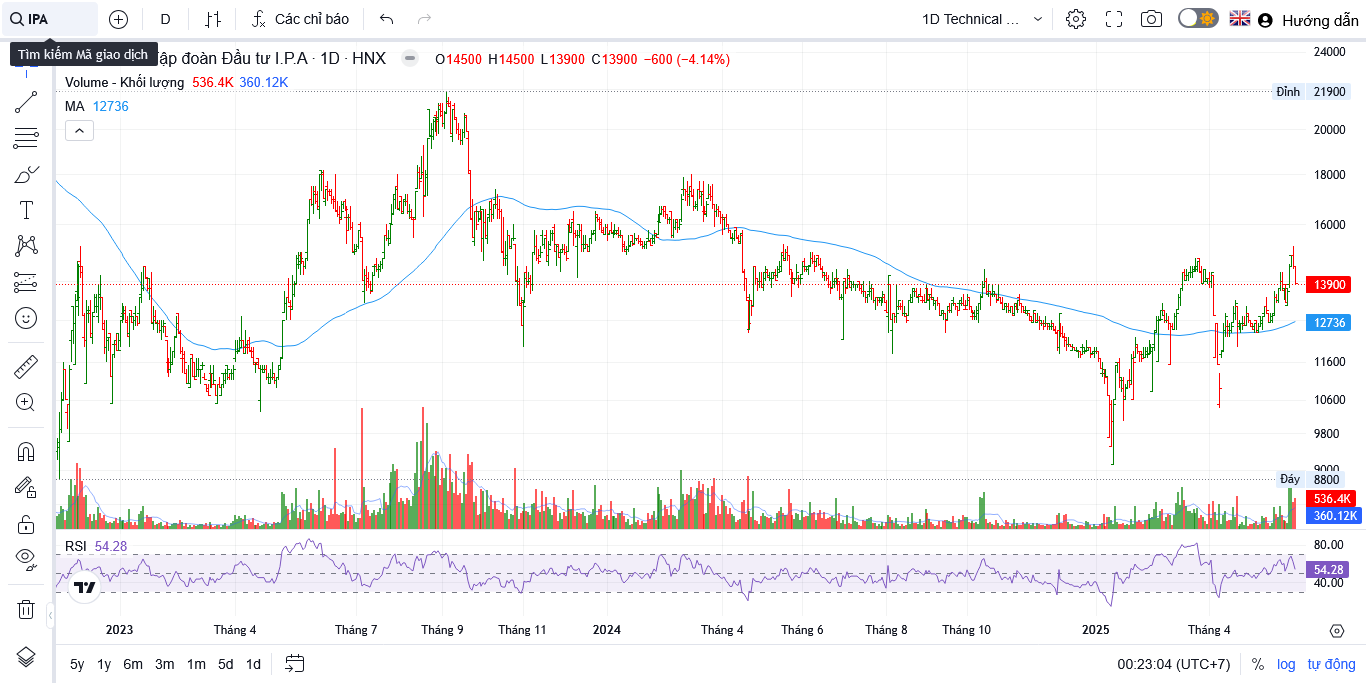 IPA
D
Các chỉ báo
1D Technical ...
Hướng dẫn
Tìm kiếm Mã giao dịch
ập đoàn Đầu tư I.P.A · 1D · HNX
O14500 H14500 L13900 C13900 −600 (−4.14%)
Volume - Khối lượng 536.4K 360.12K
MA 12736
24000
Đỉnh 21900
20000
18000
16000
13900
12736
11600
10600
9800
9000
Đáy 8800
536.4K
360.12K
RSI 54.28
80.00
54.28
40.00
2023 Tháng 4 Tháng 7 Tháng 9 Tháng 11 2024 Tháng 4 Tháng 6 Tháng 8 Tháng 10 2025 Tháng 4
5y 1y 6m 3m 1m 5d 1d
00:23:04 (UTC+7) % log tự động